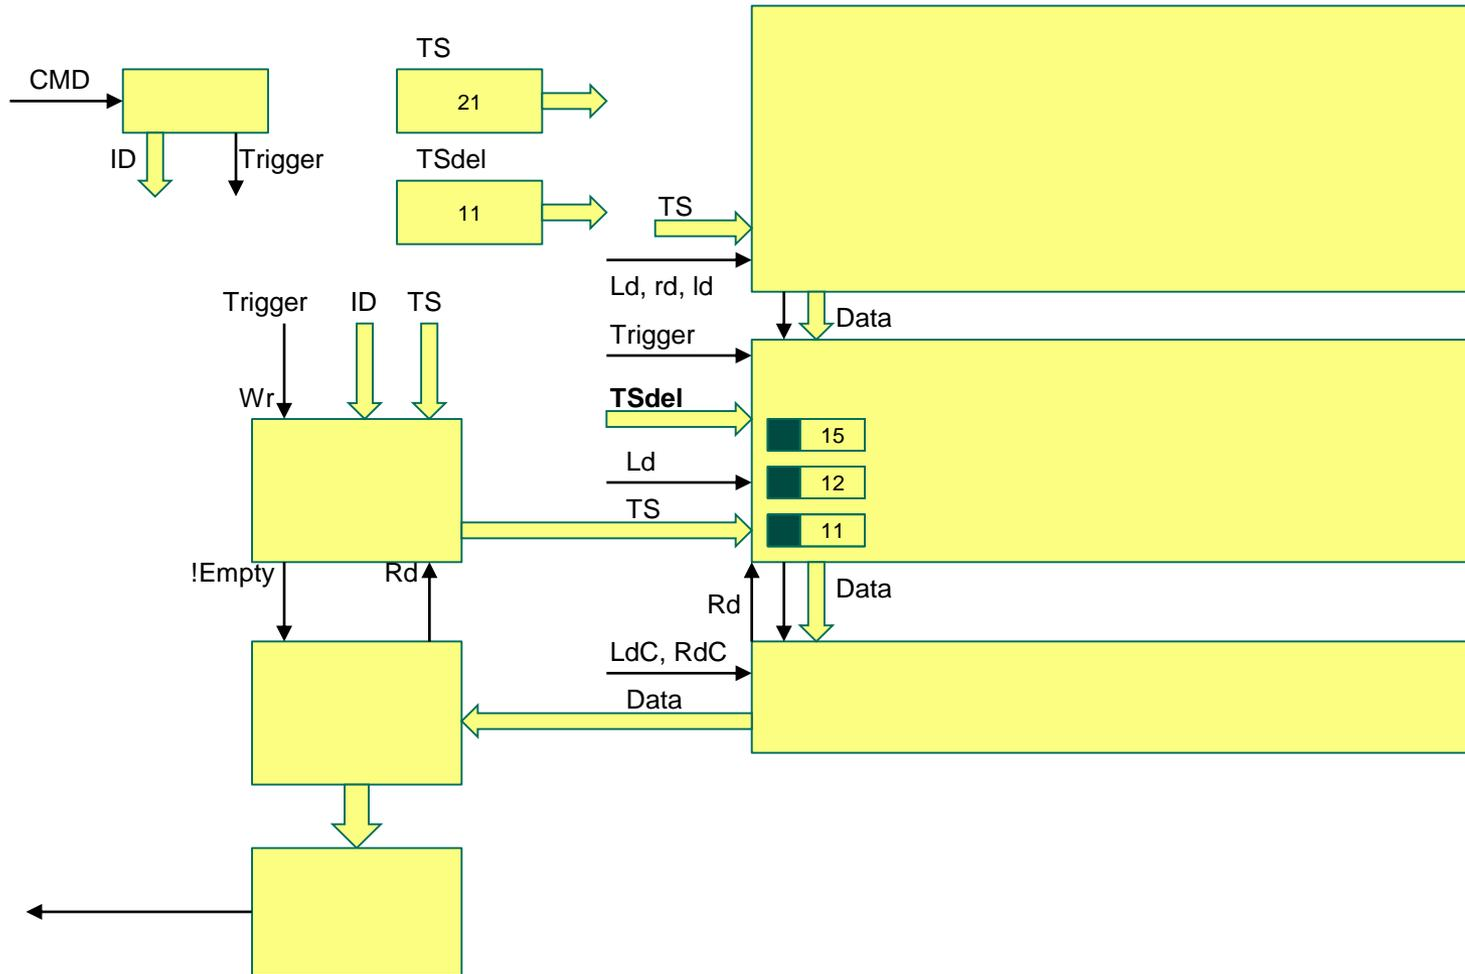 TS
CMD
21
ID
Trigger
TSdel
11
TS
Ld, rd, ld
Trigger
ID
TS
Data
Trigger
Wr
TSdel
15
Ld
12
TS
11
!Empty
Rd
Data
Rd
LdC, RdC
Data